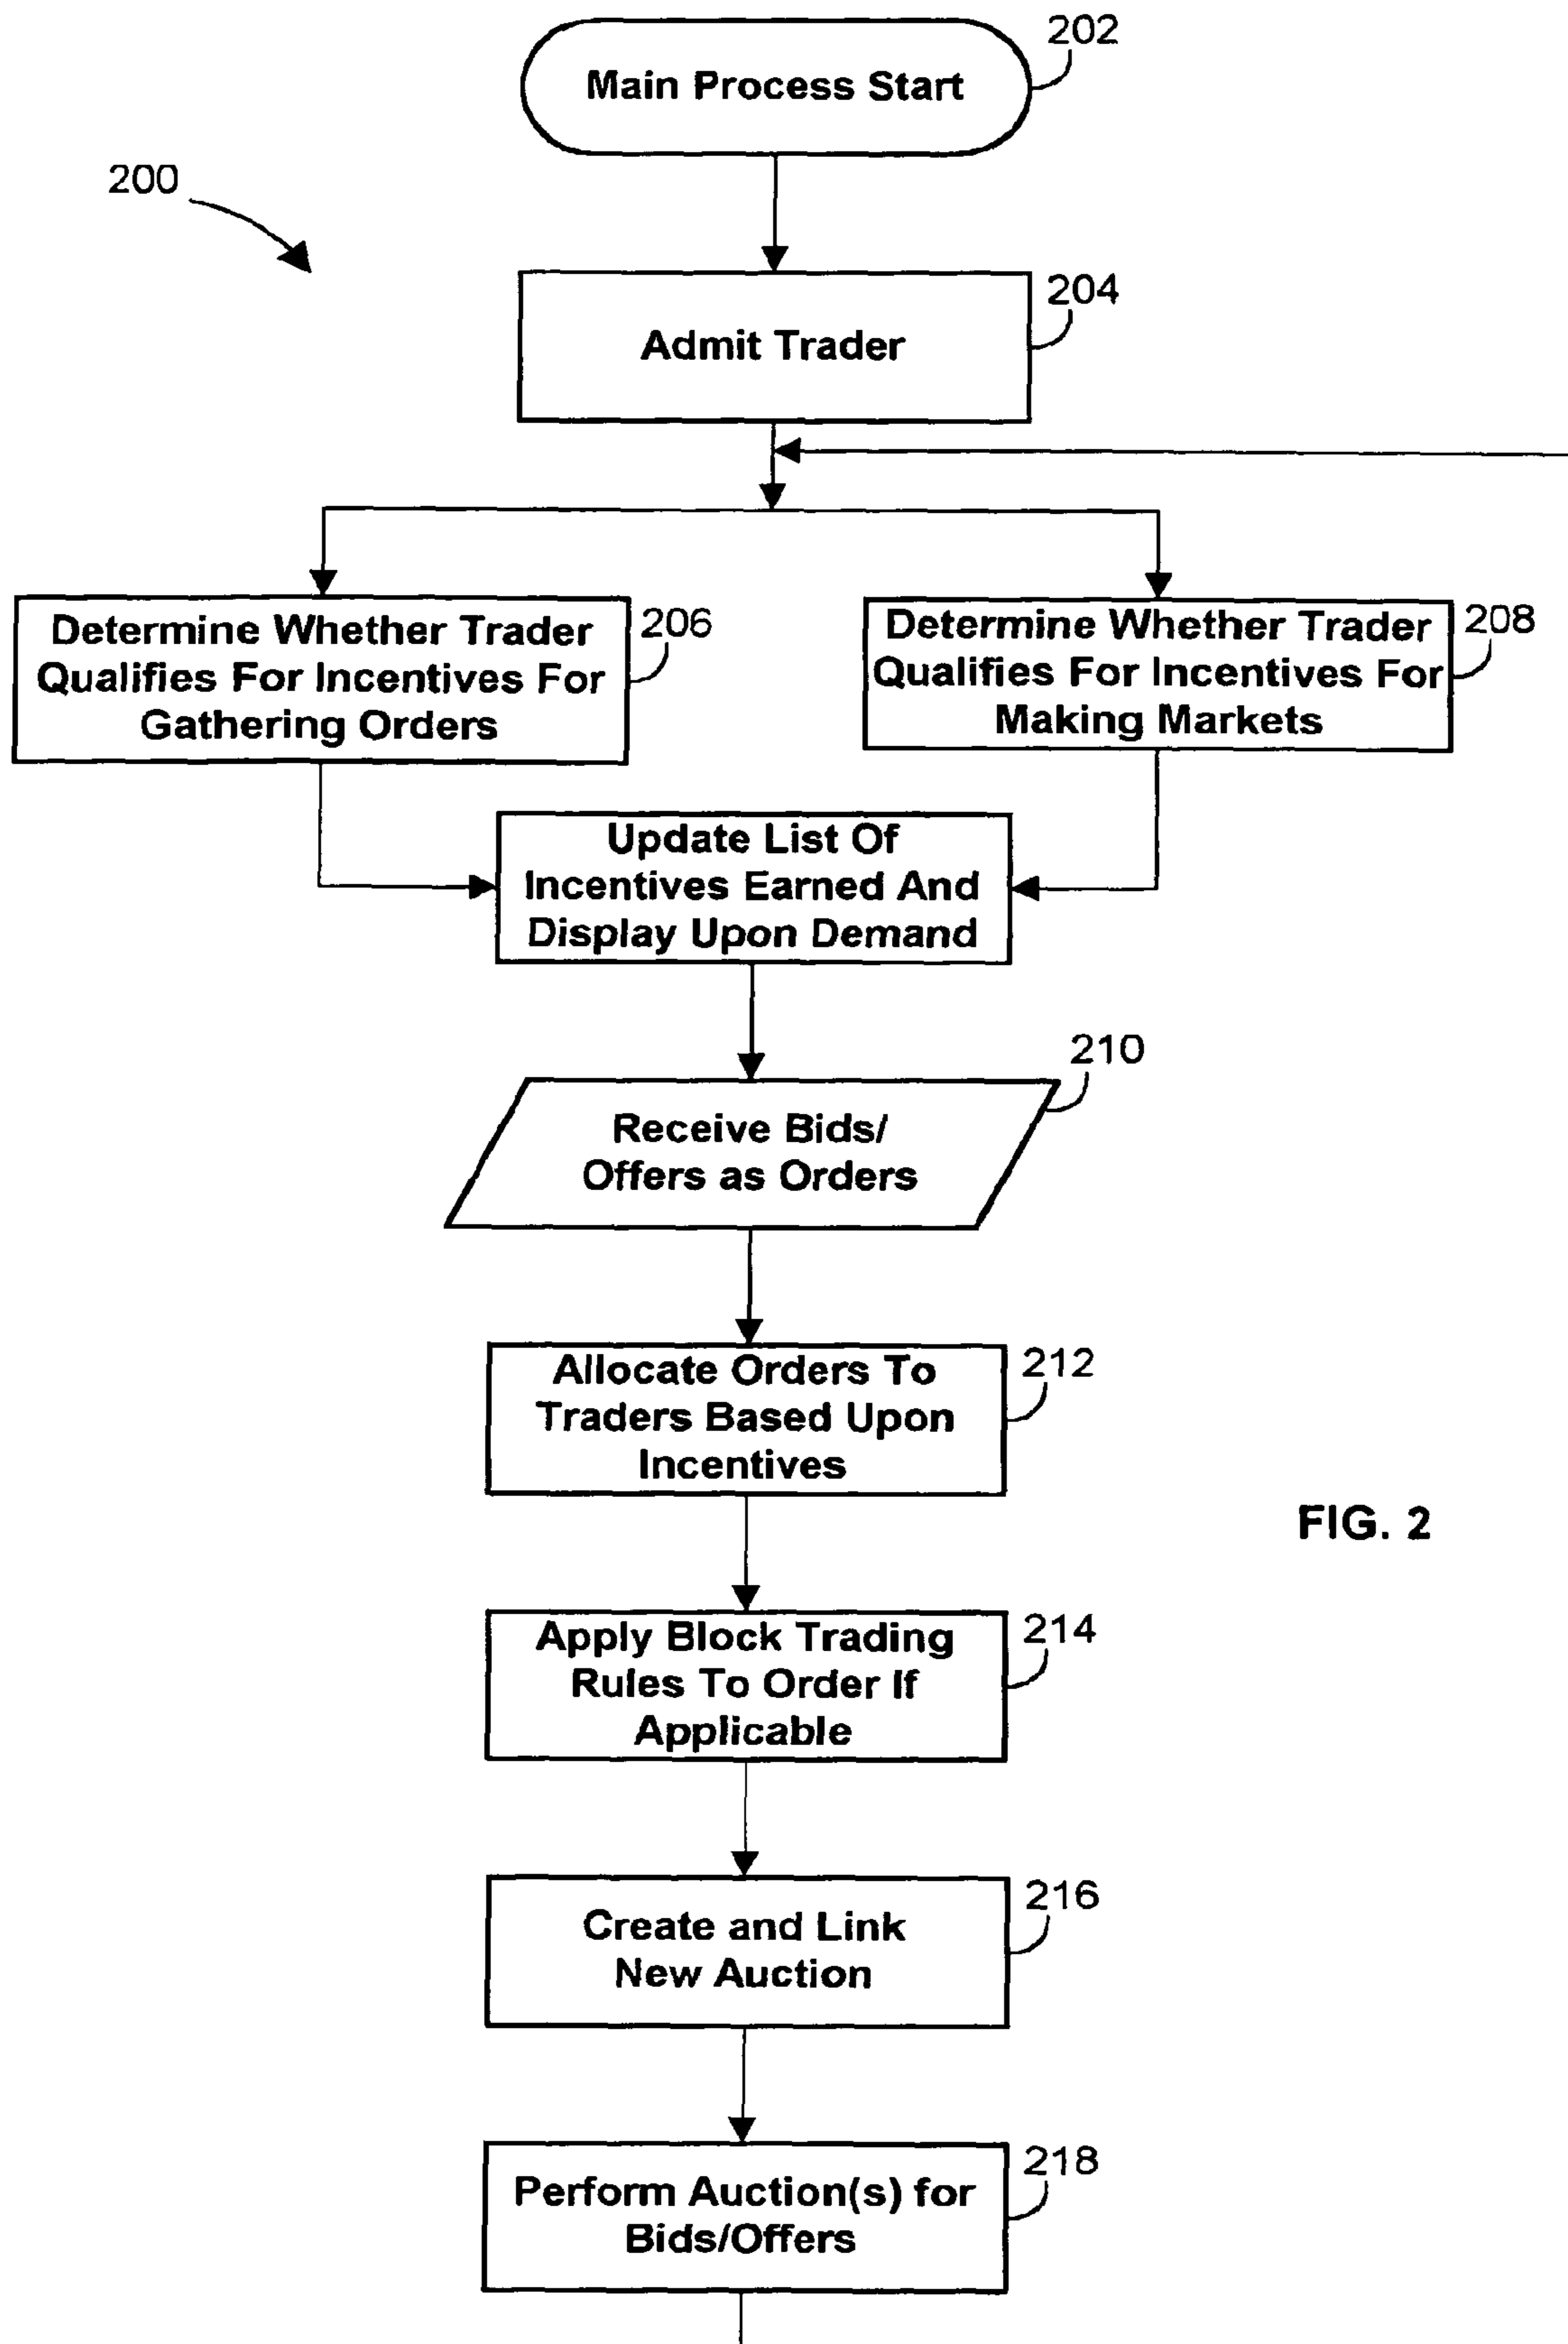 202
Main Process Start
200
204
Admit Trader
Determine Whether Trader
Qualifies For Incentives For
Gathering Orders
206
Determine Whether Trader
Qualifies For Incentives For
Making Markets
208
Update List Of
Incentives Earned And
Display Upon Demand
210
Receive Bids/
Offers as Orders
212
Allocate Orders To
Traders Based Upon
Incentives
FIG. 2
214
Apply Block Trading
Rules To Order If
Applicable
216
Create and Link
New Auction
218
Perform Auction(s) for
Bids/Offers